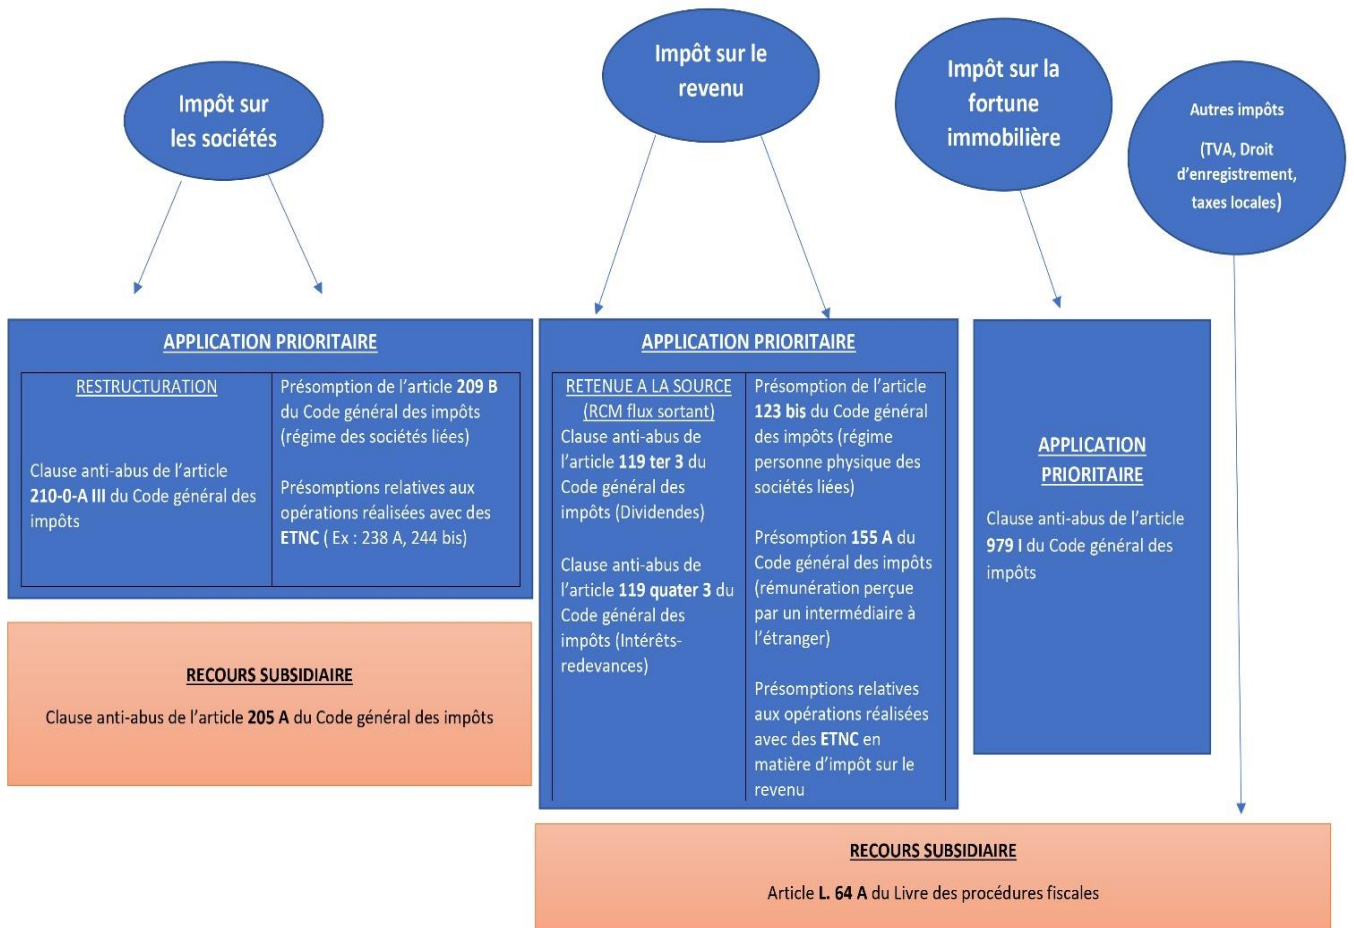 Impôt sur
les sociétés
Impôt sur le
revenu
Impôt sur la
fortune
immobilière
Autres impôts
(TVA, Droit
d’enregistrement,
taxes locales)
APPLICATION PRIORITAIRE
RESTRUCTURATION
Clause anti-abus de l’article
210-0-A III du Code général des
impôts
Présomption de l’article 209 B
du Code général des impôts
(régime des sociétés liées)
Présomptions relatives aux
opérations réalisées avec des
ETNC ( Ex : 238 A, 244 bis)
RECOURS SUBSIDIAIRE
Clause anti-abus de l’article 205 A du Code général des impôts
APPLICATION PRIORITAIRE
RETENUE A LA SOURCE
(RCM flux sortant)
Clause anti-abus de
l’article 119 ter 3 du
Code général des
impôts (Dividendes)
Clause anti-abus de
l’article 119 quater 3 du
Code général des
impôts (Intérêts-
redevances)
Présomption de l’article
123 bis du Code général
des impôts (régime
personne physique des
sociétés liées)
Présomption 155 A du
Code général des impôts
(rémunération perçue
par un intermédiaire à
l’étranger)
Présomptions relatives
aux opérations réalisées
avec des ETNC en
matière d’impôt sur le
revenu
APPLICATION
PRIORITAIRE
Clause anti-abus de l’article
979 I du Code général des
impôts
RECOURS SUBSIDIAIRE
Article L. 64 A du Livre des procédures fiscales